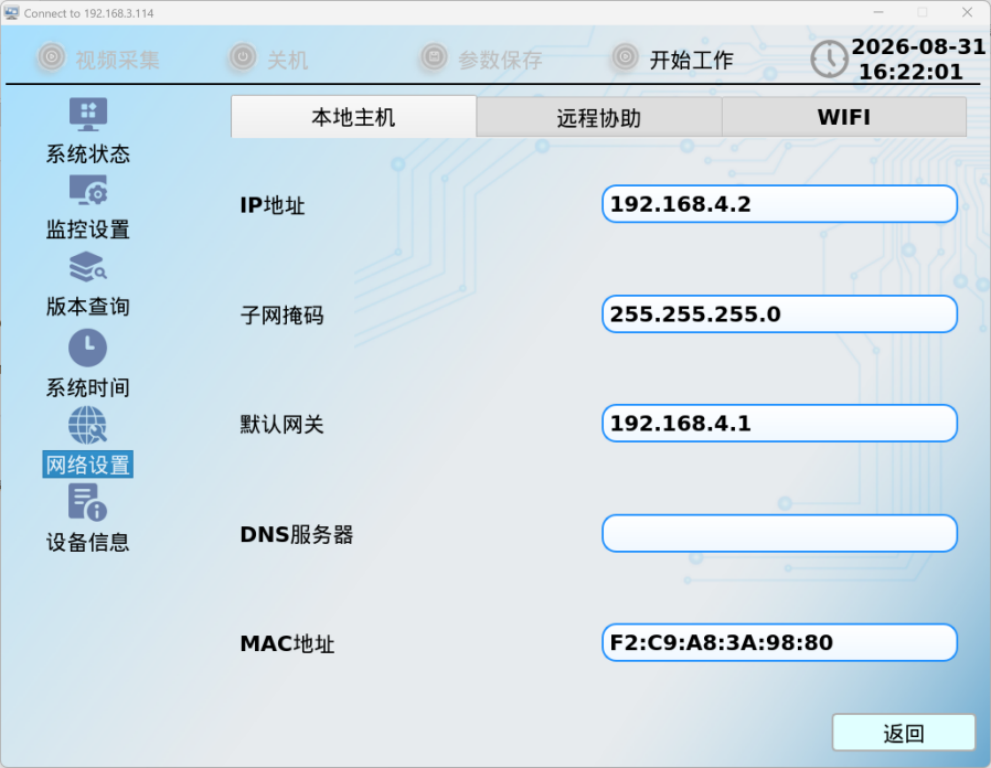 Connect to 192.168.3.114
视频采集 关机 参数保存 开始工作 2026-08-31
16:22:01
本地主机 远程协助 WIFI
系统状态
监控设置
版本查询
系统时间
网络设置
设备信息
IP地址 192.168.4.2
子网掩码 255.255.255.0
默认网关 192.168.4.1
DNS服务器
MAC地址 F2:C9:A8:3A:98:80
返回